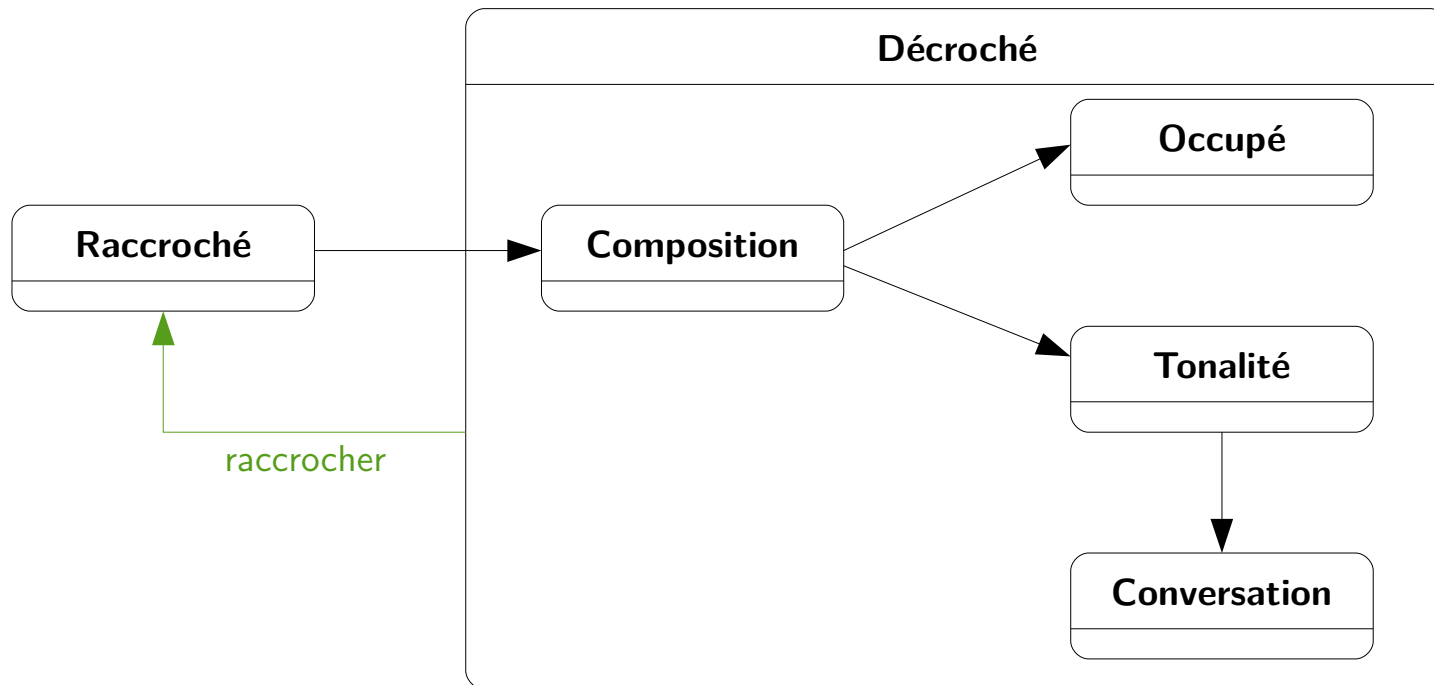 Décroché
Occupé
Raccroché
Composition
Tonalité
raccrocher
Conversation